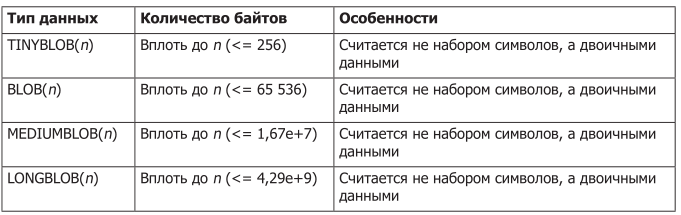 Тип данных Количество байтов Особенности
TINYBLOB(n) Вплоть до n (<= 256) Считается не набором символов, а двоичными
данными
BLOB(n) Вплоть до n (<= 65 536) Считается не набором символов, а двоичными
данными
MEDIUMBLOB(n) Вплоть до n (<= 1,67e+7) Считается не набором символов, а двоичными
данными
LONGBLOB(n) Вплоть до n (<= 4,29e+9) Считается не набором символов, а двоичными
данными